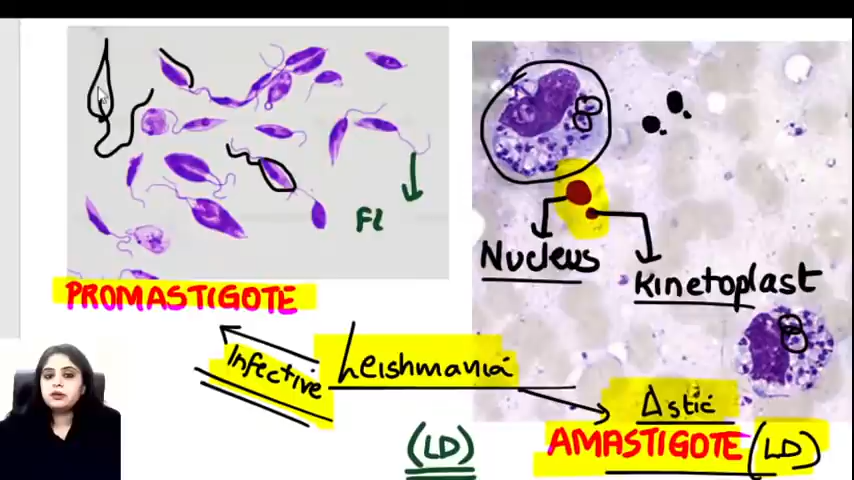 Fl
Nucleus
Kinetoplast
PROMASTIGOTE
Infective
Leishmania
Δstic
AMASTIGOTE (LD)
(LD)